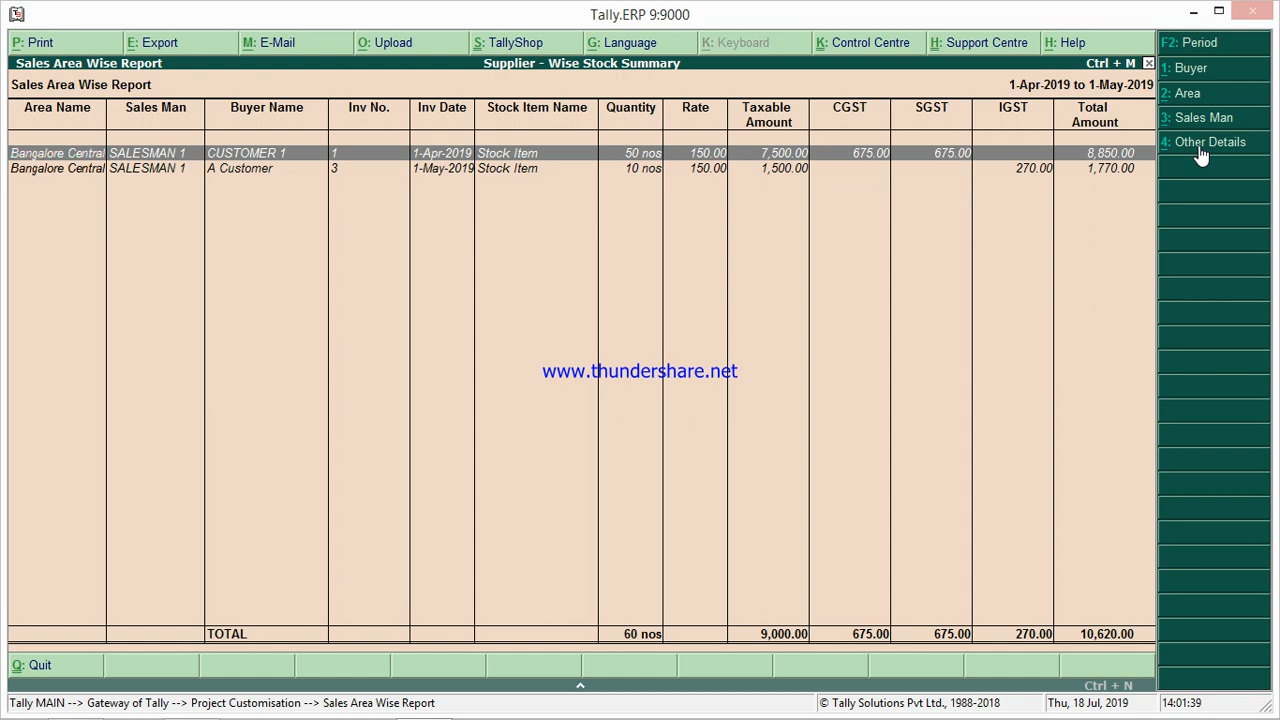 Tally.ERP 9:9000
P: Print E: Export M: E-Mail O: Upload S: TallyShop G: Language K: Keyboard K: Control Centre H: Support Centre H: Help
F2: Period
Sales Area Wise Report Supplier - Wise Stock Summary Ctrl + M
1: Buyer
Sales Area Wise Report 1-Apr-2019 to 1-May-2019
2: Area
Area Name Sales Man Buyer Name Inv No. Inv Date Stock Item Name Quantity Rate Taxable Amount CGST SGST IGST Total Amount
3: Sales Man
4: Other Details
Bangalore Central SALESMAN 1 CUSTOMER 1 1 1-Apr-2019 Stock Item 50 nos 150.00 7,500.00 675.00 675.00 8,850.00
Bangalore Central SALESMAN 1 A Customer 3 1-May-2019 Stock Item 10 nos 150.00 1,500.00 270.00 1,770.00
www.thundershare.net
TOTAL 60 nos 9,000.00 675.00 675.00 270.00 10,620.00
Q: Quit
Ctrl + N
Tally MAIN --> Gateway of Tally --> Project Customisation --> Sales Area Wise Report © Tally Solutions Pvt Ltd., 1988-2018 Thu, 18 Jul, 2019 14:01:39